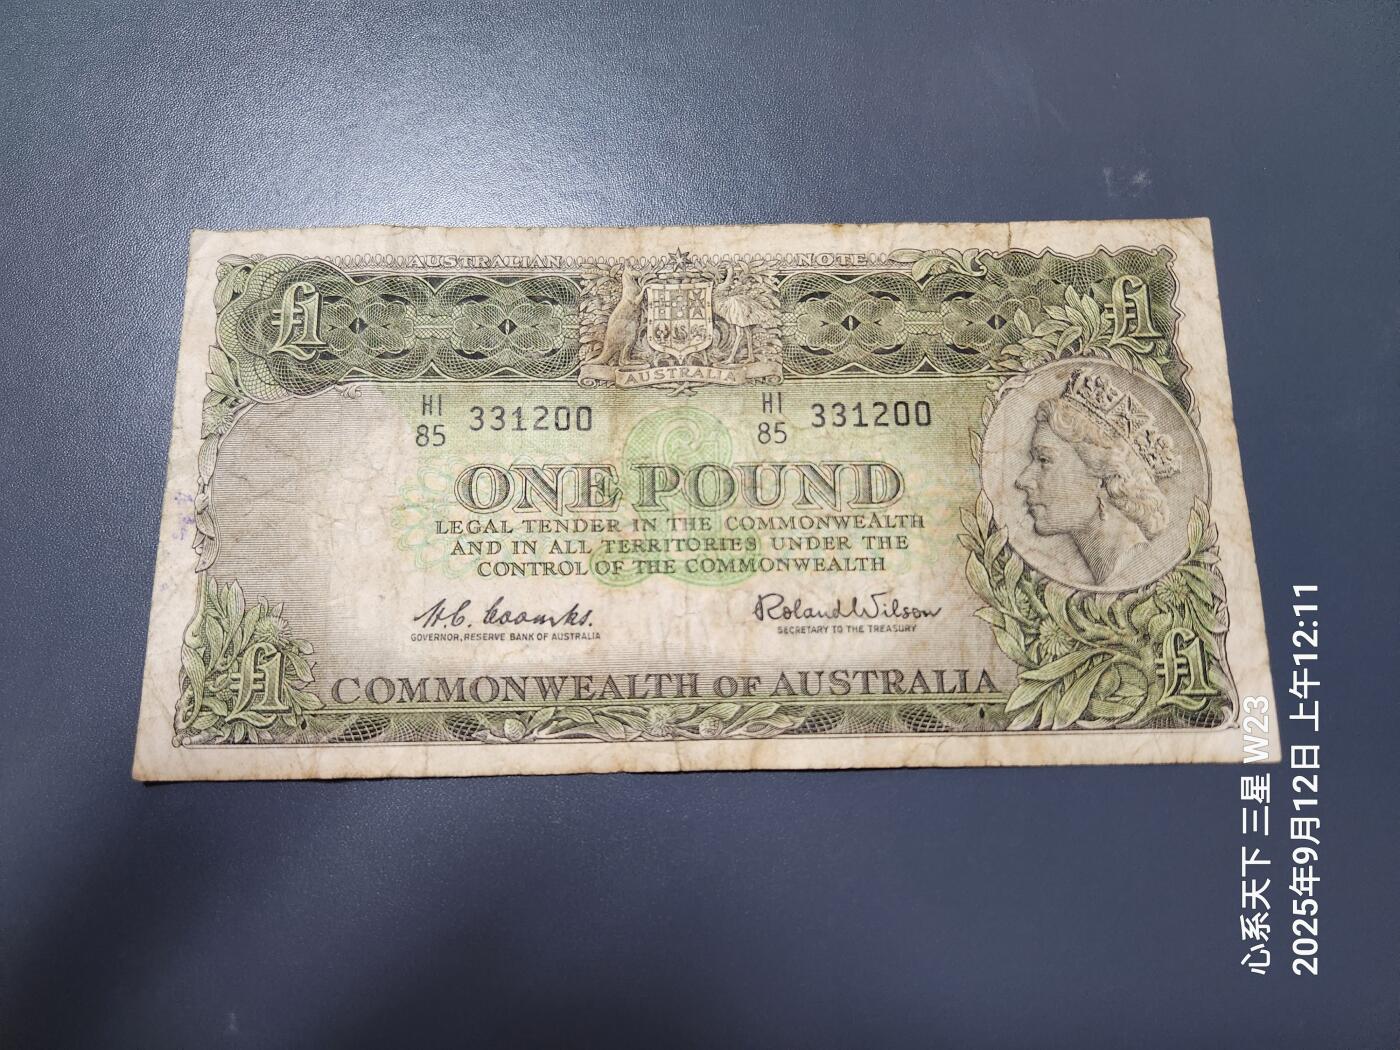 AUSTRALIAN NOTE
£1 £1
AUSTRALIA
HI 85 331200 HI 85 331200
ONE POUND
LEGAL TENDER IN THE COMMONWEALTH
AND IN ALL TERRITORIES UNDER THE
CONTROL OF THE COMMONWEALTH
H.C. Coombs. Roland Wilson
GOVERNOR, RESERVE BANK OF AUSTRALIA SECRETARY TO THE TREASURY
£1 £1
COMMONWEALTH OF AUSTRALIA
心系天下 三星 W23
2025年9月12日 上午12:11